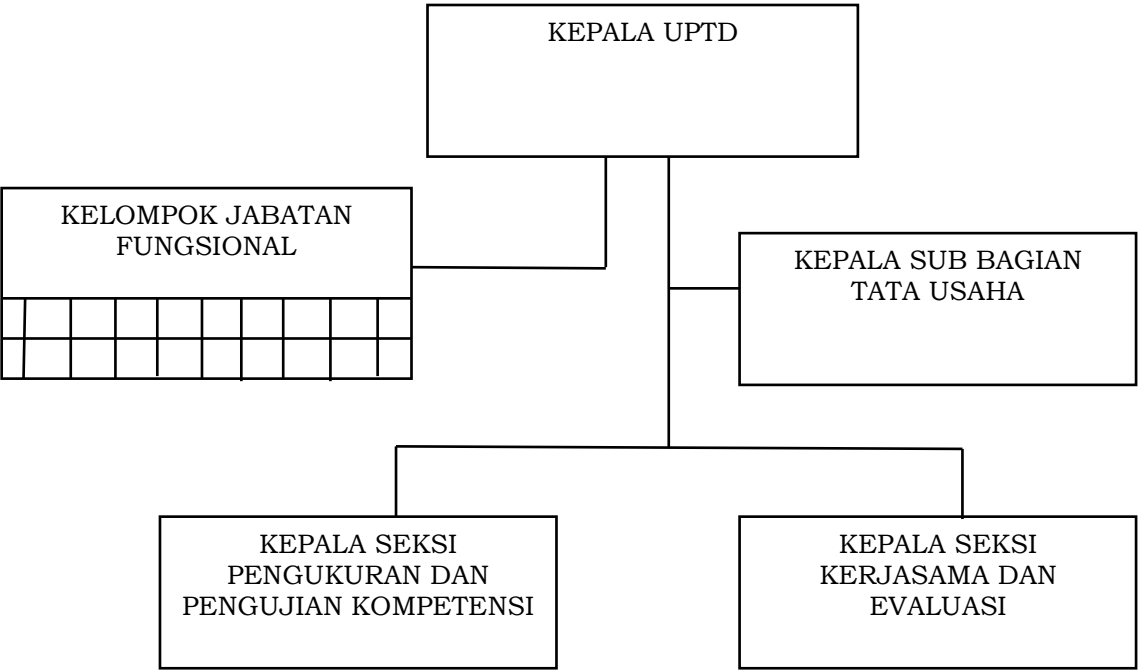 KEPALA UPTD
KELOMPOK JABATAN
FUNGSIONAL
KEPALA SUB BAGIAN
TATA USAHA
KEPALA SEKSI
PENGUKURAN DAN
PENGUJIAN KOMPETENSI
KEPALA SEKSI
KERJASAMA DAN
EVALUASI